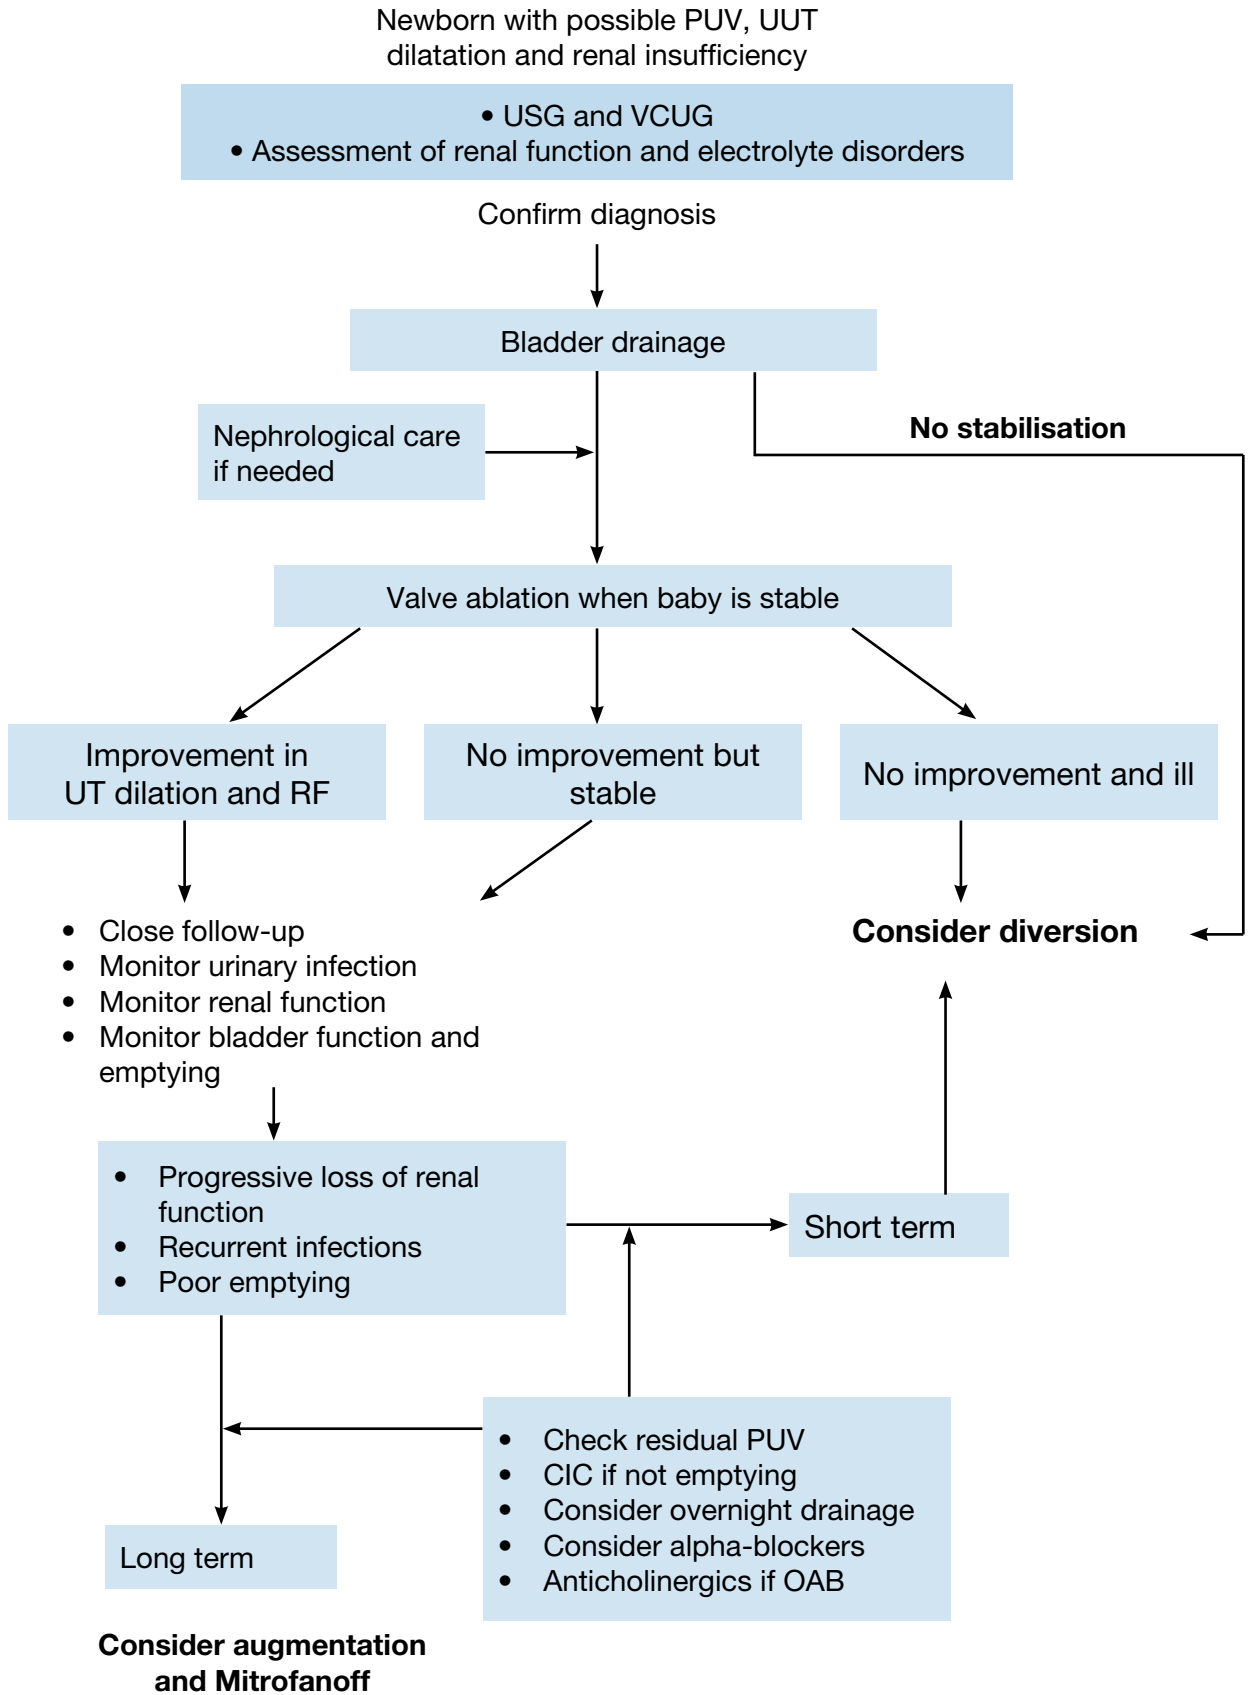 Newborn with possible PUV, UUT
dilatation and renal insufficiency
• USG and VCUG
• Assessment of renal function and electrolyte disorders
Confirm diagnosis
Bladder drainage
Nephrological care
if needed
No stabilisation
Valve ablation when baby is stable
Improvement in
UT dilation and RF
No improvement but
stable
No improvement and ill
• Close follow-up
• Monitor urinary infection
• Monitor renal function
• Monitor bladder function and
emptying
Consider diversion
• Progressive loss of renal
function
• Recurrent infections
• Poor emptying
Short term
• Check residual PUV
• CIC if not emptying
• Consider overnight drainage
• Consider alpha-blockers
• Anticholinergics if OAB
Long term
Consider augmentation
and Mitrofanoff